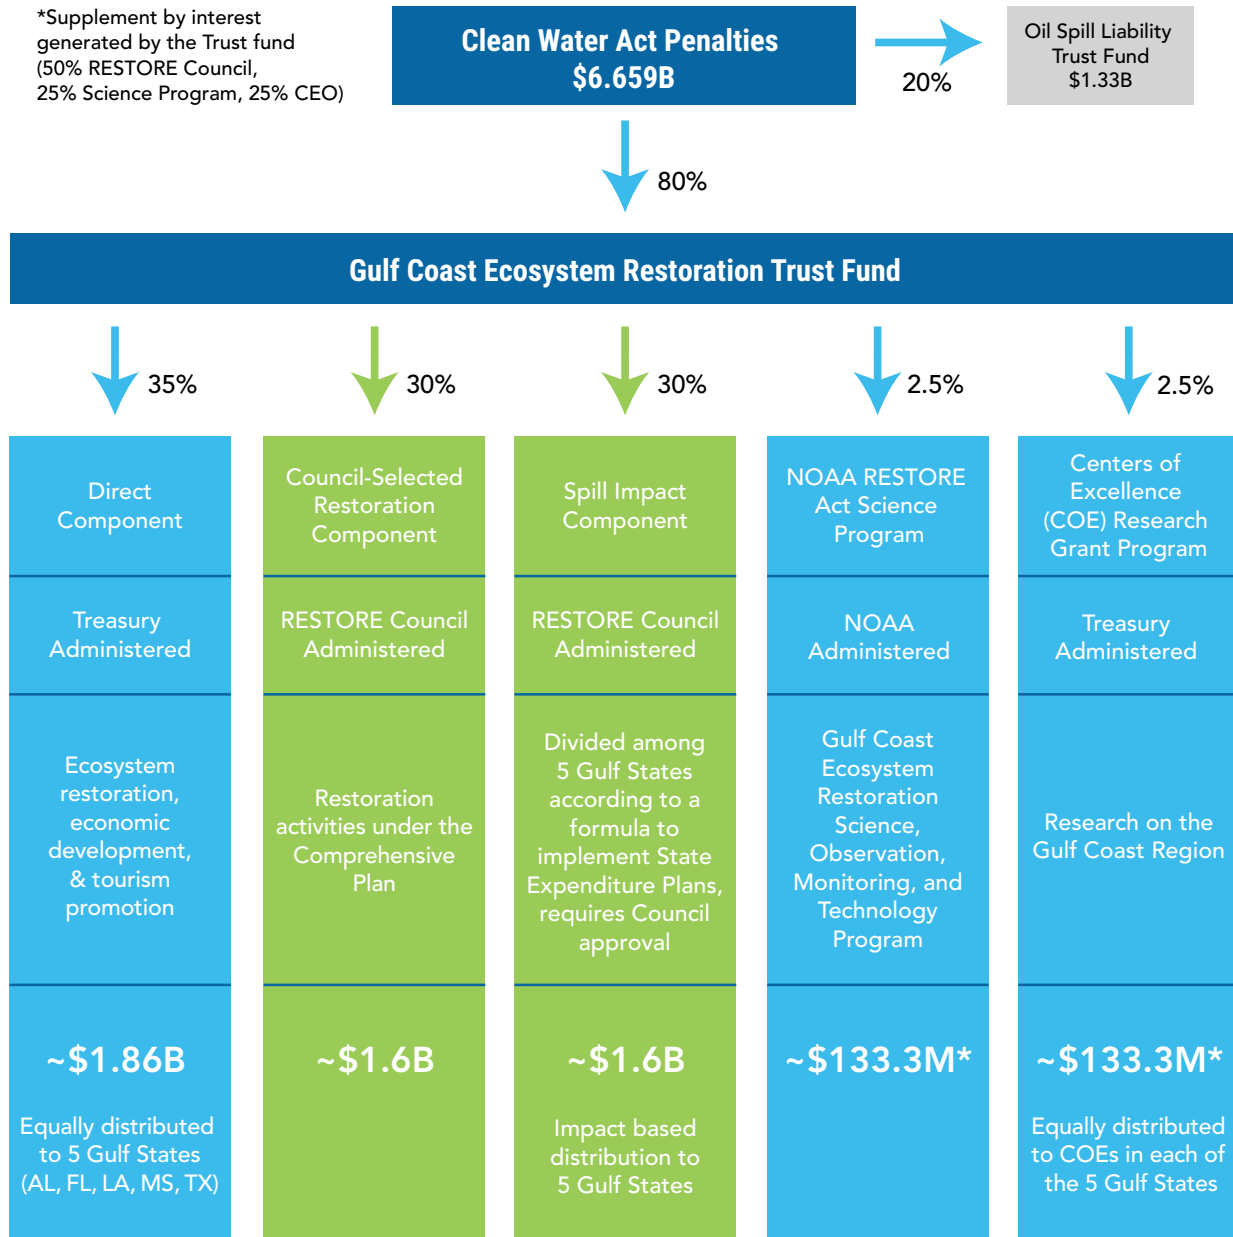 *Supplement by interest
generated by the Trust fund
(50% RESTORE Council,
25% Science Program, 25% CEO)
Clean Water Act Penalties
$6.659B
20%
Oil Spill Liability
Trust Fund
$1.33B
80%
Gulf Coast Ecosystem Restoration Trust Fund
35%
30%
30%
2.5%
2.5%
Direct
Component
Treasury
Administered
Ecosystem
restoration,
economic
development,
& tourism
promotion
~$1.86B
Equally distributed
to 5 Gulf States
(AL, FL, LA, MS, TX)
Council-Selected
Restoration
Component
RESTORE Council
Administered
Restoration
activities under the
Comprehensive
Plan
~$1.6B
Spill Impact
Component
RESTORE Council
Administered
Divided among
5 Gulf States
according to a
formula to
implement State
Expenditure Plans,
requires Council
approval
~$1.6B
Impact based
distribution to
5 Gulf States
NOAA RESTORE
Act Science
Program
NOAA
Administered
Gulf Coast
Ecosystem
Restoration
Science,
Observation,
Monitoring, and
Technology
Program
~$133.3M*
Centers of
Excellence
(COE) Research
Grant Program
Treasury
Administered
Research on the
Gulf Coast Region
~$133.3M*
Equally distributed
to COEs in each of
the 5 Gulf States